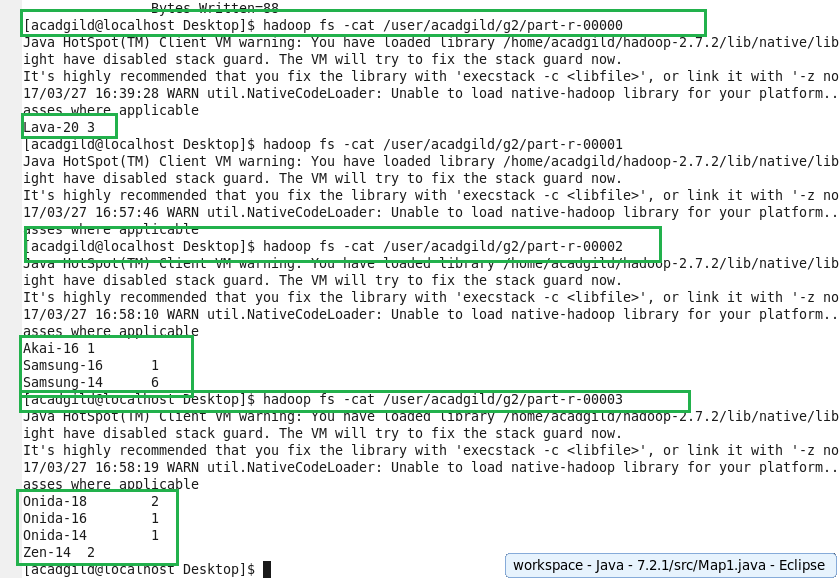 Bytes Written=88
[acadgild@localhost Desktop]$ hadoop fs -cat /user/acadgild/g2/part-r-00000
Java HotSpot(TM) Client VM warning: You have loaded library /home/acadgild/hadoop-2.7.2/lib/native/lib
ight have disabled stack guard. The VM will try to fix the stack guard now.
It's highly recommended that you fix the library with 'execstack -c <libfile>', or link it with '-z no
17/03/27 16:39:28 WARN util.NativeCodeLoader: Unable to load native-hadoop library for your platform..
asses where applicable
Lava-20 3
[acadgild@localhost Desktop]$ hadoop fs -cat /user/acadgild/g2/part-r-00001
Java HotSpot(TM) Client VM warning: You have loaded library /home/acadgild/hadoop-2.7.2/lib/native/lib
ight have disabled stack guard. The VM will try to fix the stack guard now.
It's highly recommended that you fix the library with 'execstack -c <libfile>', or link it with '-z no
17/03/27 16:57:46 WARN util.NativeCodeLoader: Unable to load native-hadoop library for your platform..
asses where applicable
[acadgild@localhost Desktop]$ hadoop fs -cat /user/acadgild/g2/part-r-00002
Java HotSpot(TM) Client VM warning: You have loaded library /home/acadgild/hadoop-2.7.2/lib/native/lib
ight have disabled stack guard. The VM will try to fix the stack guard now.
It's highly recommended that you fix the library with 'execstack -c <libfile>', or link it with '-z no
17/03/27 16:58:10 WARN util.NativeCodeLoader: Unable to load native-hadoop library for your platform..
asses where applicable
Akai-16 1
Samsung-16 1
Samsung-14 6
[acadgild@localhost Desktop]$ hadoop fs -cat /user/acadgild/g2/part-r-00003
Java HotSpot(TM) Client VM warning: You have loaded library /home/acadgild/hadoop-2.7.2/lib/native/lib
ight have disabled stack guard. The VM will try to fix the stack guard now.
It's highly recommended that you fix the library with 'execstack -c <libfile>', or link it with '-z no
17/03/27 16:58:19 WARN util.NativeCodeLoader: Unable to load native-hadoop library for your platform..
asses where applicable
Onida-18 2
Onida-16 1
Onida-14 1
Zen-14 2
[acadgild@localhost Desktop]$
workspace - Java - 7.2.1/src/Map1.java - Eclipse